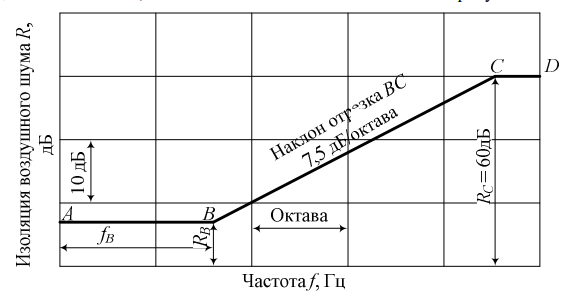 Изоляция воздушного шума R,
дБ
10 дБ
A
B
C
D
Наклон отрезка BC
7,5 дБ/октава
f_B
R_B
Октава
R_C = 60дБ
Частота f, Гц